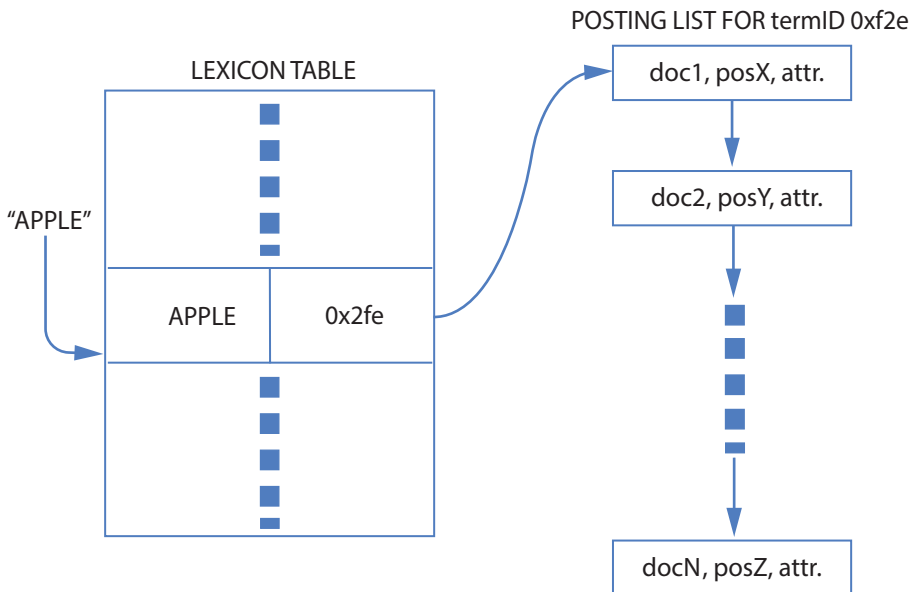 POSTING LIST FOR termID 0xf2e
LEXICON TABLE
doc1, posX, attr.
doc2, posY, attr.
“APPLE”
APPLE 0x2fe
docN, posZ, attr.